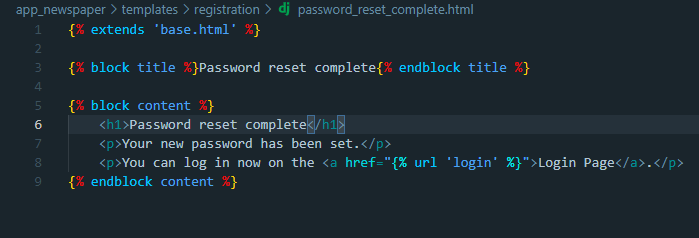 app_newspaper > templates > registration > dj password_reset_complete.html
1 {% extends 'base.html' %}
2
3 {% block title %}Password reset complete{% endblock title %}
4
5 {% block content %}
6     <h1>Password reset complete</h1>
7     <p>Your new password has been set.</p>
8     <p>You can log in now on the <a href="{% url 'login' %}">Login Page</a>.</p>
9 {% endblock content %}